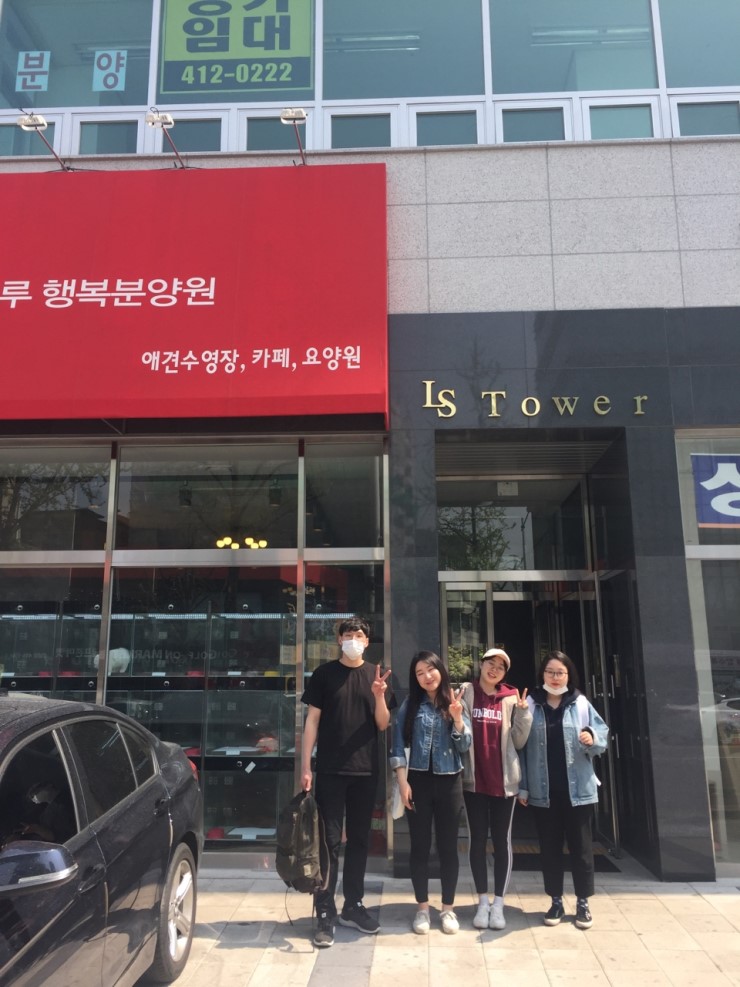 임대
412-0222
분 양
루 행복분양원
애견수영장, 카페, 요양원
LS Tower